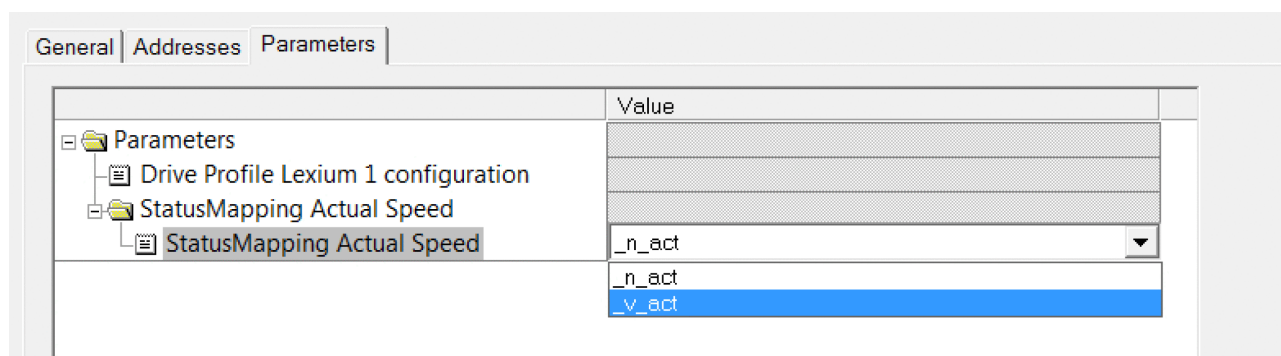 General Addresses Parameters
Value
Parameters
Drive Profile Lexium 1 configuration
StatusMapping Actual Speed
StatusMapping Actual Speed _n_act
_n_act
_v_act